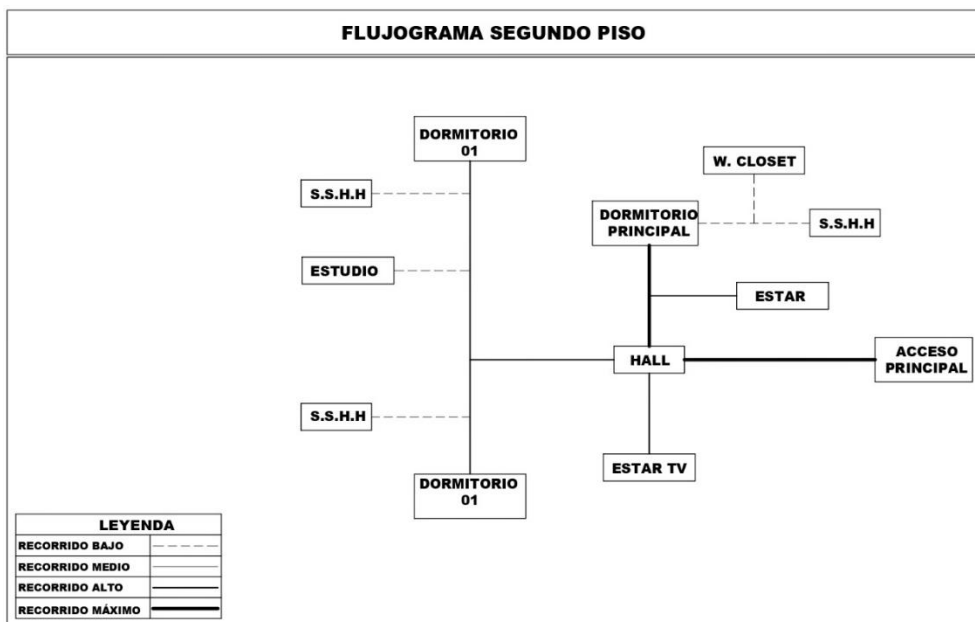 FLUJOGRAMA SEGUNDO PISO
DORMITORIO
01
W. CLOSET
S.S.H.H
DORMITORIO
PRINCIPAL
S.S.H.H
ESTUDIO
ESTAR
HALL
ACCESO
PRINCIPAL
S.S.H.H
ESTAR TV
DORMITORIO
01
LEYENDA
RECORRIDO BAJO
RECORRIDO MEDIO
RECORRIDO ALTO
RECORRIDO MÁXIMO